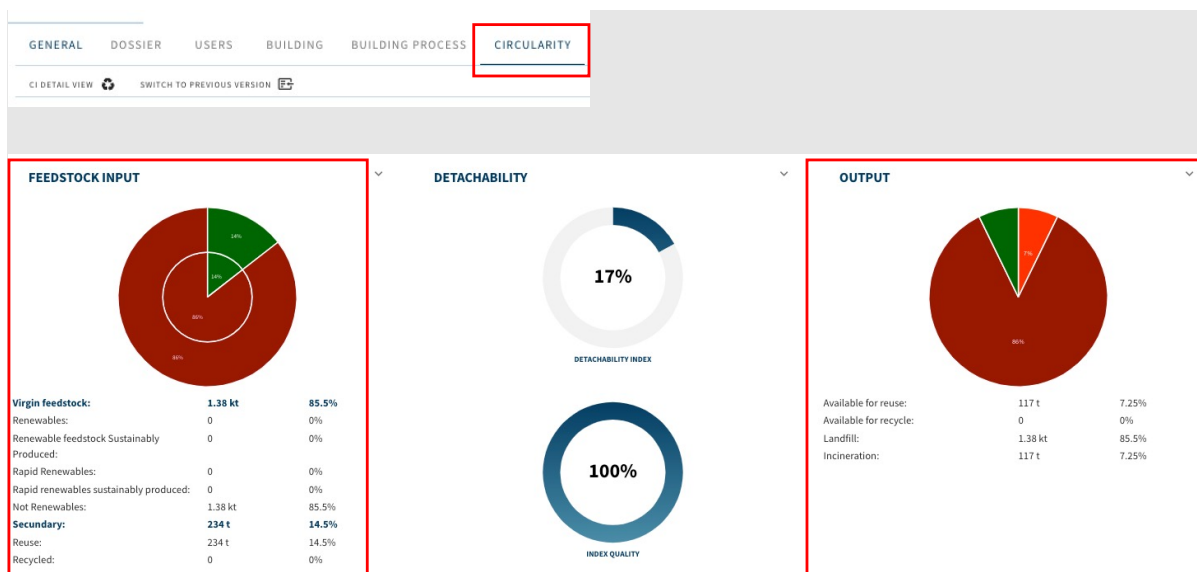 GENERAL DOSSIER USERS BUILDING BUILDING PROCESS CIRCULARITY
CI DETAIL VIEW SWITCH TO PREVIOUS VERSION
FEEDSTOCK INPUT
14%
14%
86%
86%
Virgin feedstock: 1.38 kt 85.5%
Renewables: 0 0%
Renewable feedstock Sustainably 0 0%
Produced:
Rapid Renewables: 0 0%
Rapid renewables sustainably produced: 0 0%
Not Renewables: 1.38 kt 85.5%
Secundary: 234 t 14.5%
Reuse: 234 t 14.5%
Recycled: 0 0%
DETACHABILITY
17%
DETACHABILITY INDEX
100%
INDEX QUALITY
OUTPUT
7%
86%
Available for reuse: 117 t 7.25%
Available for recycle: 0 0%
Landfill: 1.38 kt 85.5%
Incineration: 117 t 7.25%